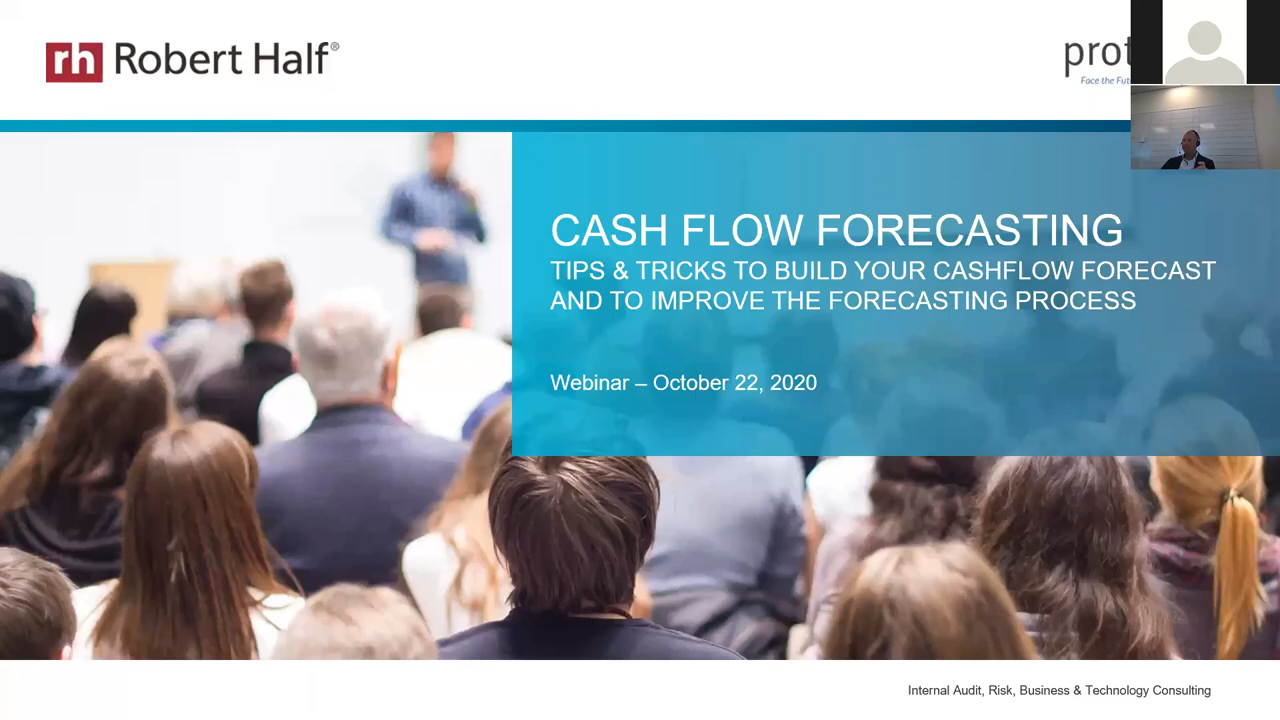 rh Robert Half®
prot
Face the Fut
CASH FLOW FORECASTING
TIPS & TRICKS TO BUILD YOUR CASHFLOW FORECAST
AND TO IMPROVE THE FORECASTING PROCESS
Webinar – October 22, 2020
Internal Audit, Risk, Business & Technology Consulting